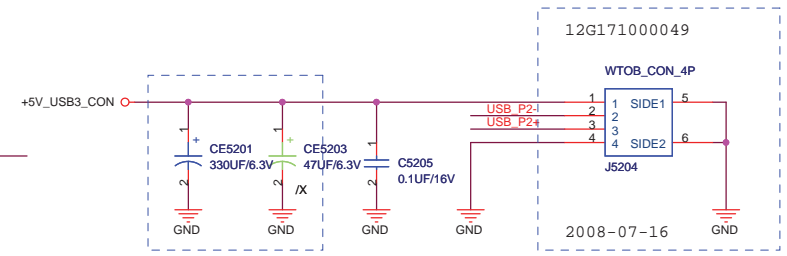 12G171000049
WTOB_CON_4P
+5V_USB3_CON
1
1
SIDE1
5
USB_P2-
2
2
USB_P2+
3
3
4
4
SIDE2
6
J5204
1
+
CE5201
330UF/6.3V
2
1
+
CE5203
47UF/6.3V
2
/X
1
C5205
0.1UF/16V
2
GND
GND
GND
GND
GND
2008-07-16